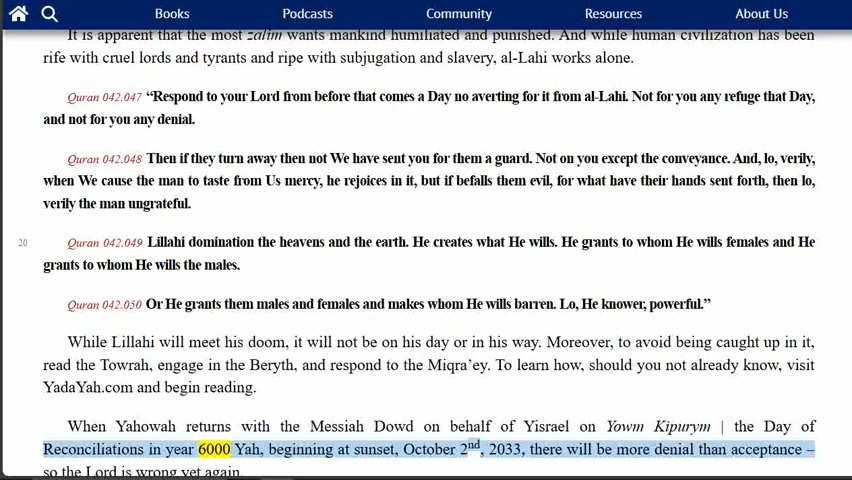 Books Podcasts Community Resources About Us
It is apparent that the most zalim wants mankind humiliated and punished. And while human civilization has been
rife with cruel lords and tyrants and ripe with subjugation and slavery, al-Lahi works alone.
Quran 042.047 “Respond to your Lord from before that comes a Day no averting for it from al-Lahi. Not for you any refuge that Day,
and not for you any denial.
Quran 042.048 Then if they turn away then not We have sent you for them a guard. Not on you except the conveyance. And, lo, verily,
when We cause the man to taste from Us mercy, he rejoices in it, but if befalls them evil, for what have their hands sent forth, then lo,
verily the man ungrateful.
20 Quran 042.049 Lillahi domination the heavens and the earth. He creates what He wills. He grants to whom He wills females and He
grants to whom He wills the males.
Quran 042.050 Or He grants them males and females and makes whom He wills barren. Lo, He knower, powerful.”
While Lillahi will meet his doom, it will not be on his day or in his way. Moreover, to avoid being caught up in it,
read the Towrah, engage in the Beryth, and respond to the Miqra’ey. To learn how, should you not already know, visit
YadaYah.com and begin reading.
When Yahowah returns with the Messiah Dowd on behalf of Yisrael on Yowm Kipurym | the Day of
Reconciliations in year 6000 Yah, beginning at sunset, October 2nd, 2033, there will be more denial than acceptance –
so the Lord is wrong yet again.